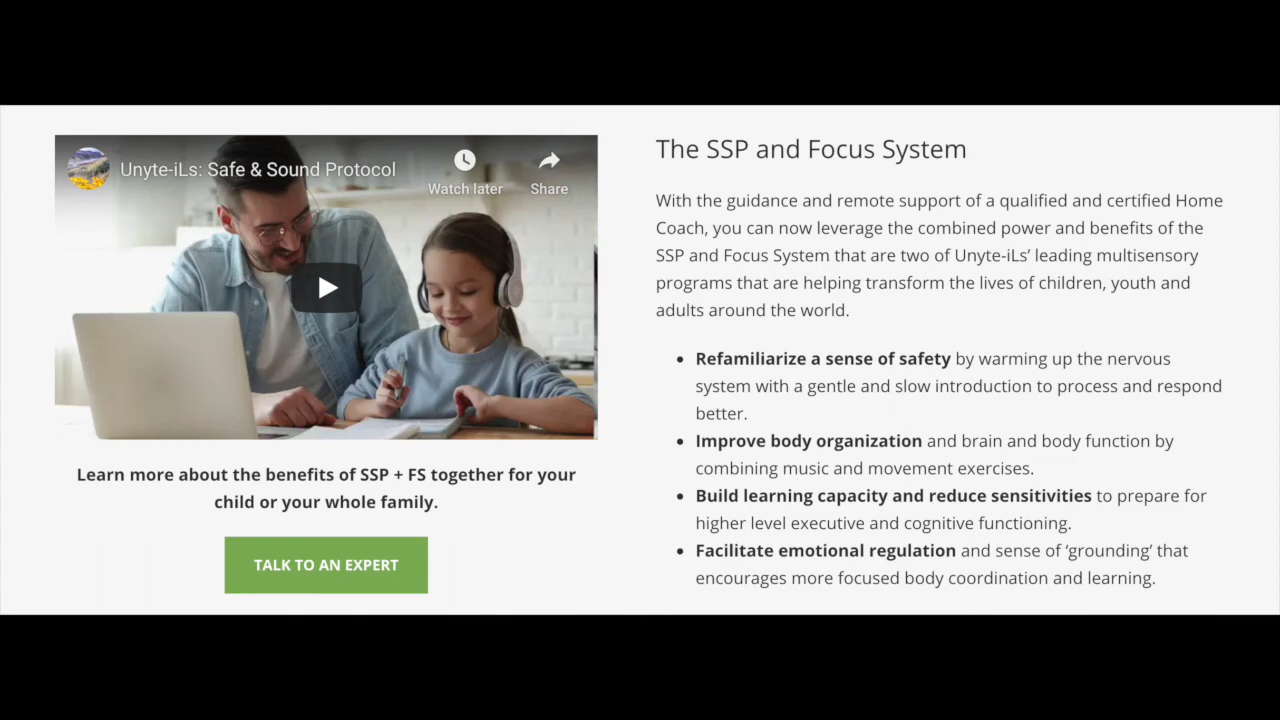 Unyte-iLs: Safe & Sound Protocol
Watch later
Share
Learn more about the benefits of SSP + FS together for your
child or your whole family.
TALK TO AN EXPERT
The SSP and Focus System
With the guidance and remote support of a qualified and certified Home
Coach, you can now leverage the combined power and benefits of the
SSP and Focus System that are two of Unyte-iLs’ leading multisensory
programs that are helping transform the lives of children, youth and
adults around the world.
• Refamiliarize a sense of safety by warming up the nervous
system with a gentle and slow introduction to process and respond
better.
• Improve body organization and brain and body function by
combining music and movement exercises.
• Build learning capacity and reduce sensitivities to prepare for
higher level executive and cognitive functioning.
• Facilitate emotional regulation and sense of ‘grounding’ that
encourages more focused body coordination and learning.